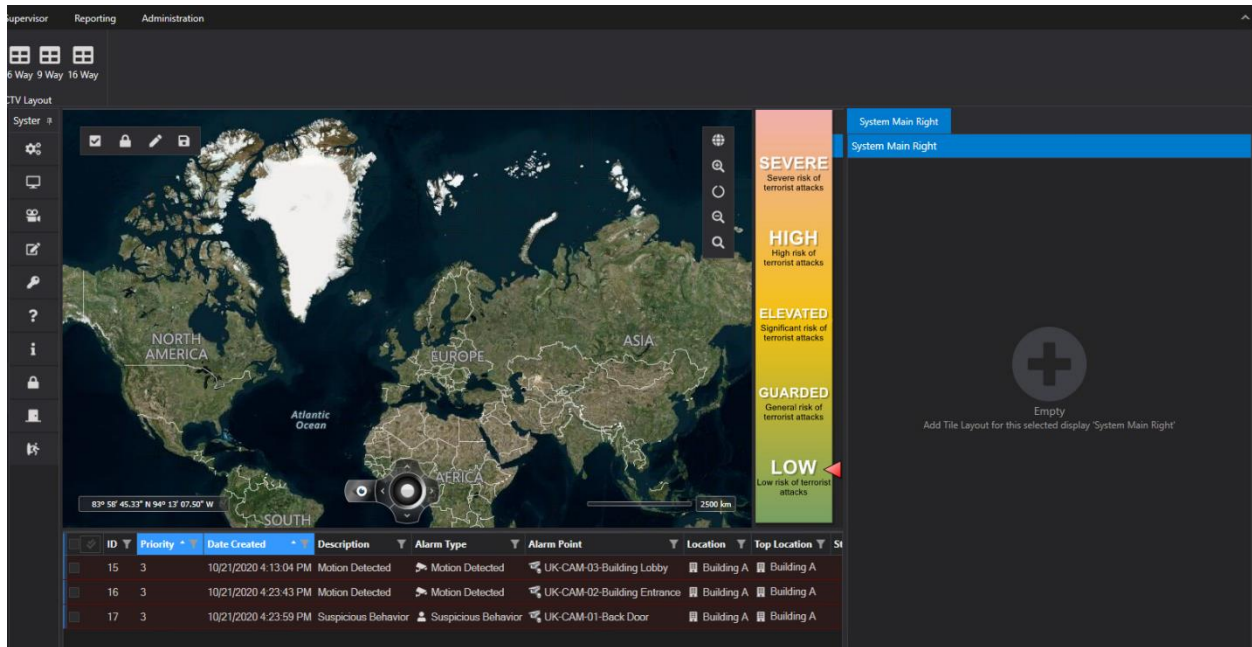 Supervisor Reporting Administration
6 Way 9 Way 16 Way
CTV Layout
Syster
System Main Right
System Main Right
SEVERE
Severe risk of
terrorist attacks
HIGH
High risk of
terrorist attacks
ELEVATED
Significant risk of
terrorist attacks
GUARDED
General risk of
terrorist attacks
LOW
Low risk of terrorist
attacks
NORTH
AMERICA
EUROPE
ASIA
Atlantic
Ocean
AFRICA
SOUTH
83º 58' 45.33" N 94º 13' 07.50" W
2500 km
Empty
Add Tile Layout for this selected display 'System Main Right'
ID Priority Date Created Description Alarm Type Alarm Point Location Top Location St
15 3 10/21/2020 4:13:04 PM Motion Detected Motion Detected UK-CAM-03-Building Lobby Building A Building A
16 3 10/21/2020 4:23:43 PM Motion Detected Motion Detected UK-CAM-02-Building Entrance Building A Building A
17 3 10/21/2020 4:23:59 PM Suspicious Behavior Suspicious Behavior UK-CAM-01-Back Door Building A Building A